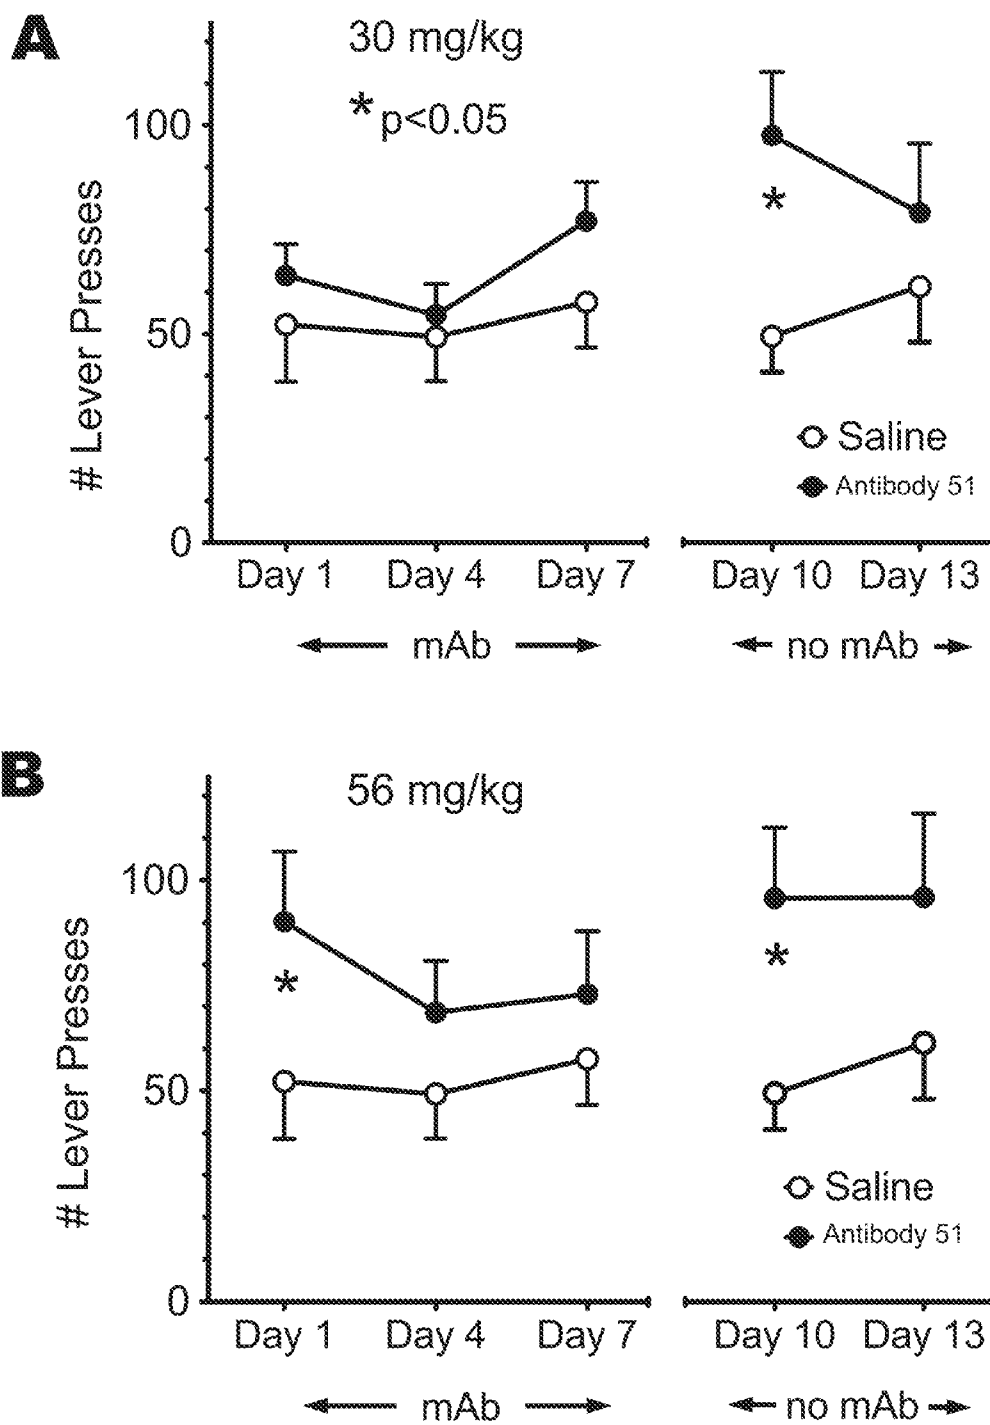 A
30 mg/kg
* p<0.05
100
50
0
# Lever Presses
*
Saline
Antibody 51
Day 1 Day 4 Day 7 Day 10 Day 13
mAb no mAb
B
56 mg/kg
100
50
0
# Lever Presses
*
*
Saline
Antibody 51
Day 1 Day 4 Day 7 Day 10 Day 13
mAb no mAb